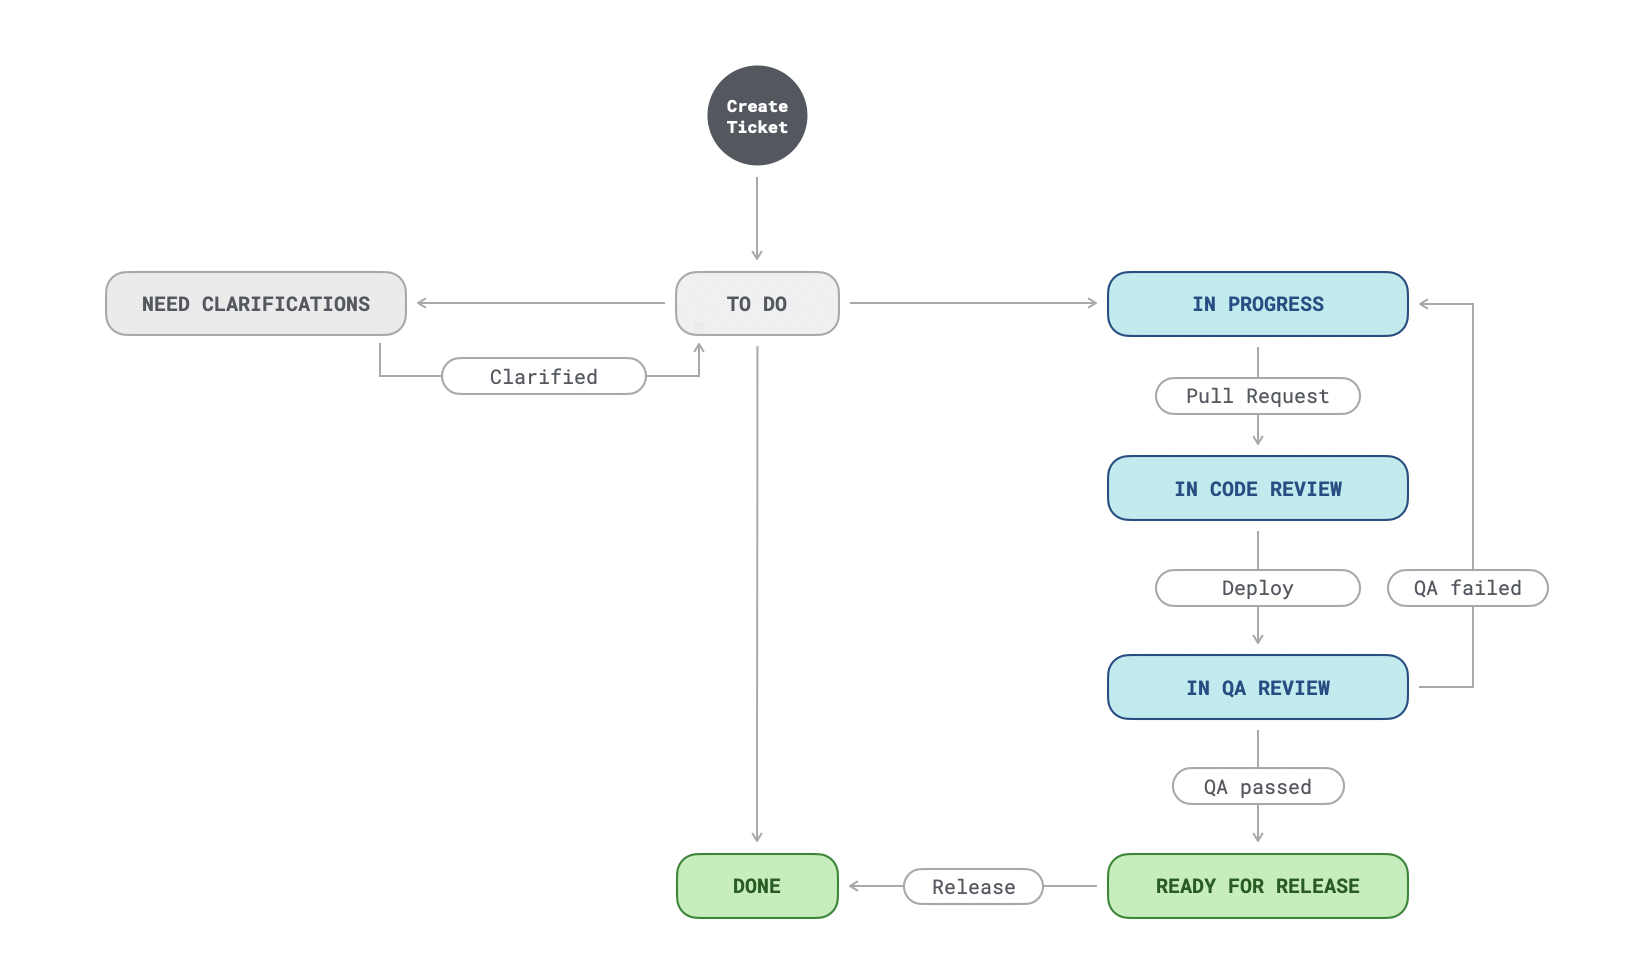 Create
Ticket
NEED CLARIFICATIONS
TO DO
IN PROGRESS
Clarified
Pull Request
IN CODE REVIEW
Deploy
QA failed
IN QA REVIEW
QA passed
DONE
Release
READY FOR RELEASE